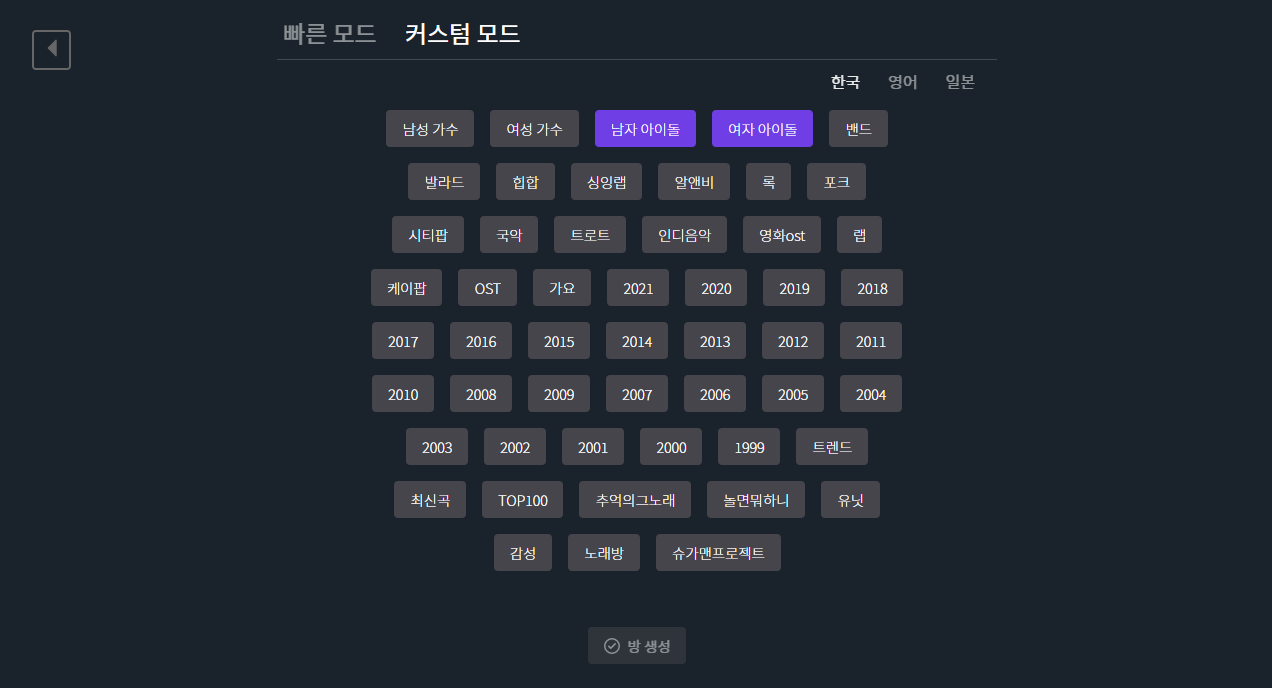 빠른 모드 커스텀 모드
한국 영어 일본
남성 가수 여성 가수 남자 아이돌 여자 아이돌 밴드
발라드 힙합 싱잉랩 알앤비 록 포크
시티팝 국악 트로트 인디음악 영화ost 랩
케이팝 OST 가요 2021 2020 2019 2018
2017 2016 2015 2014 2013 2012 2011
2010 2008 2009 2007 2006 2005 2004
2003 2002 2001 2000 1999 트렌드
최신곡 TOP100 추억의그노래 놀면뭐하니 유닛
감성 노래방 슈가맨프로젝트
방 생성